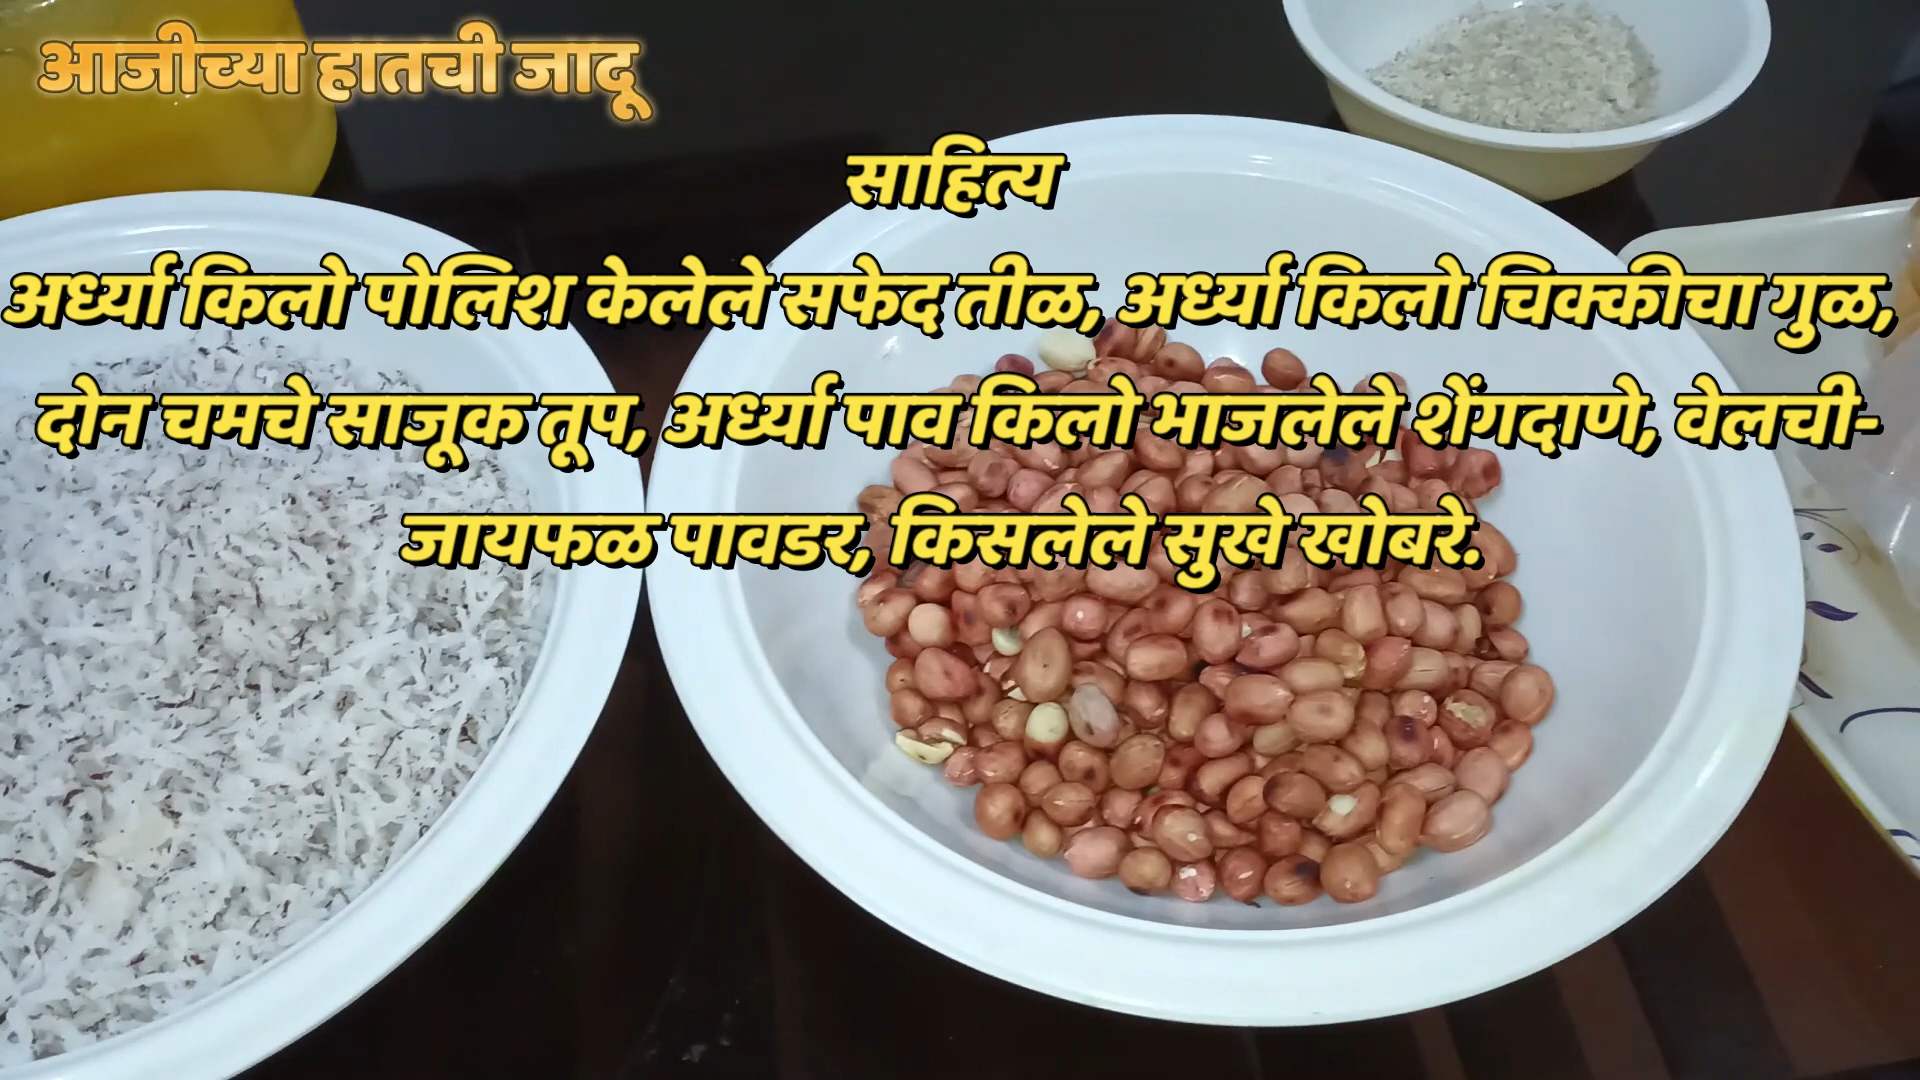 आजीच्या हातची जादू
साहित्य
अर्ध्या किलो पोलिश केलेले सफेद तीळ, अर्ध्या किलो चिक्कीचा गुळ,
दोन चमचे साजूक तूप, अर्ध्या पाव किलो भाजलेले शेंगदाणे, वेलची-
जायफळ पावडर, किसलेले सुखे खोबरे.